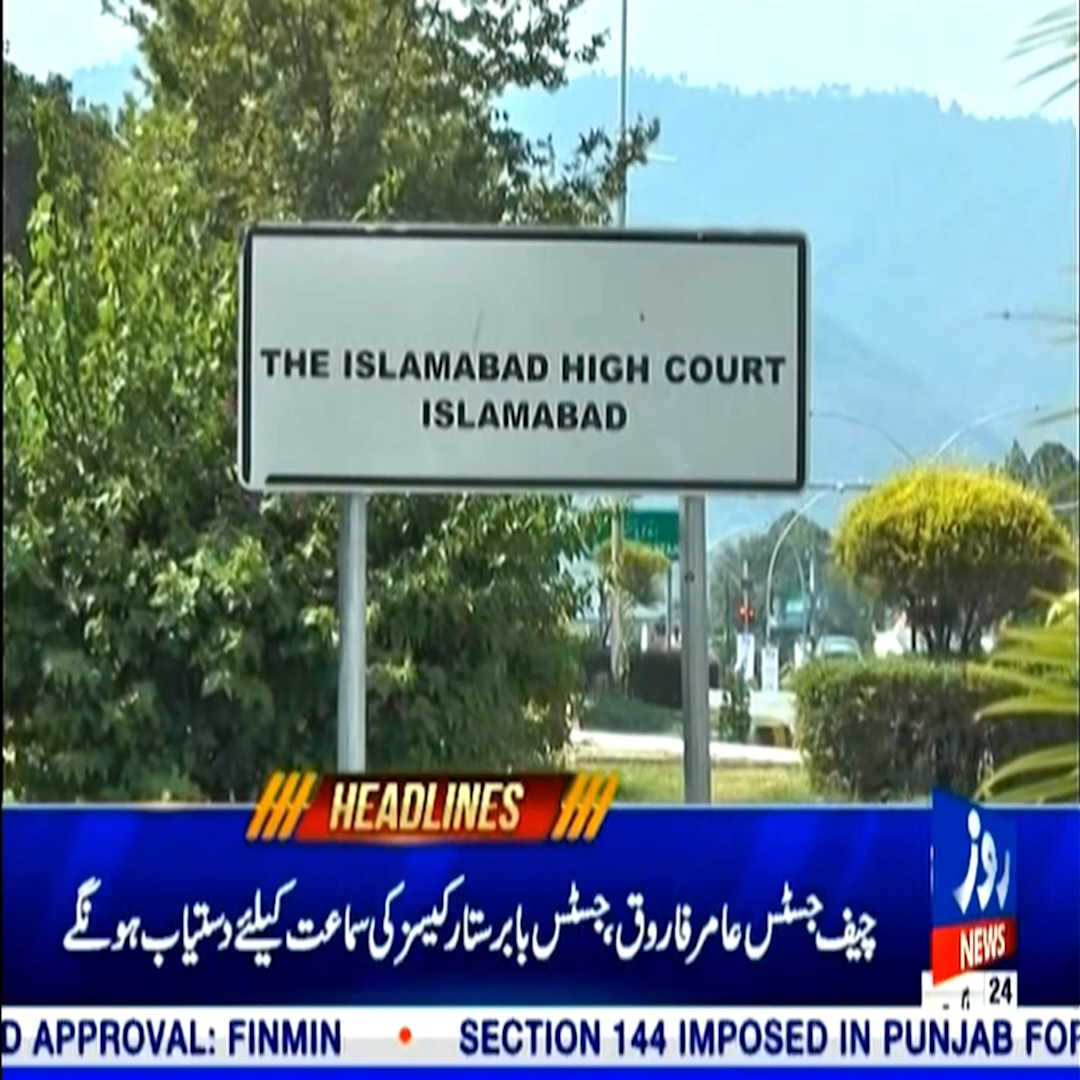 THE ISLAMABAD HIGH COURT
ISLAMABAD
HEADLINES
چیف جسٹس عامر فاروق، جسٹس بابر ستار کیسز کی سماعت کیلئے دستیاب ہونگے
روز
NEWS
24
D APPROVAL: FINMIN • SECTION 144 IMPOSED IN PUNJAB FOR